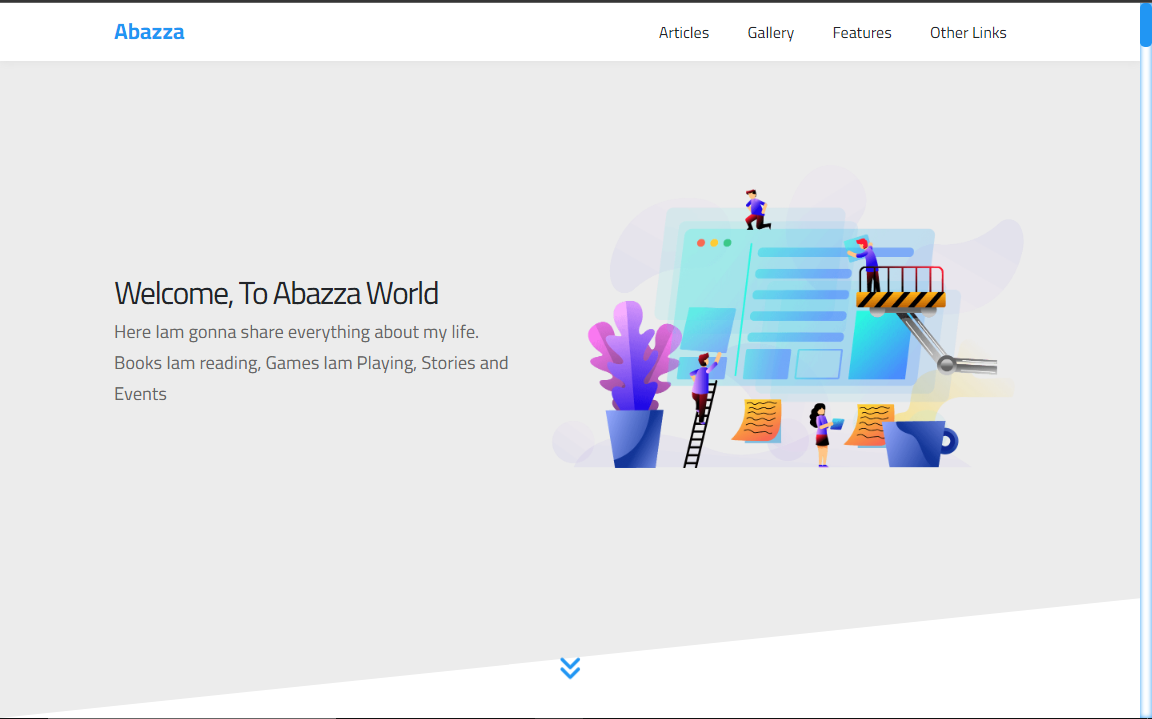 Abazza
Articles Gallery Features Other Links
Welcome, To Abazza World
Here Iam gonna share everything about my life.
Books Iam reading, Games Iam Playing, Stories and
Events